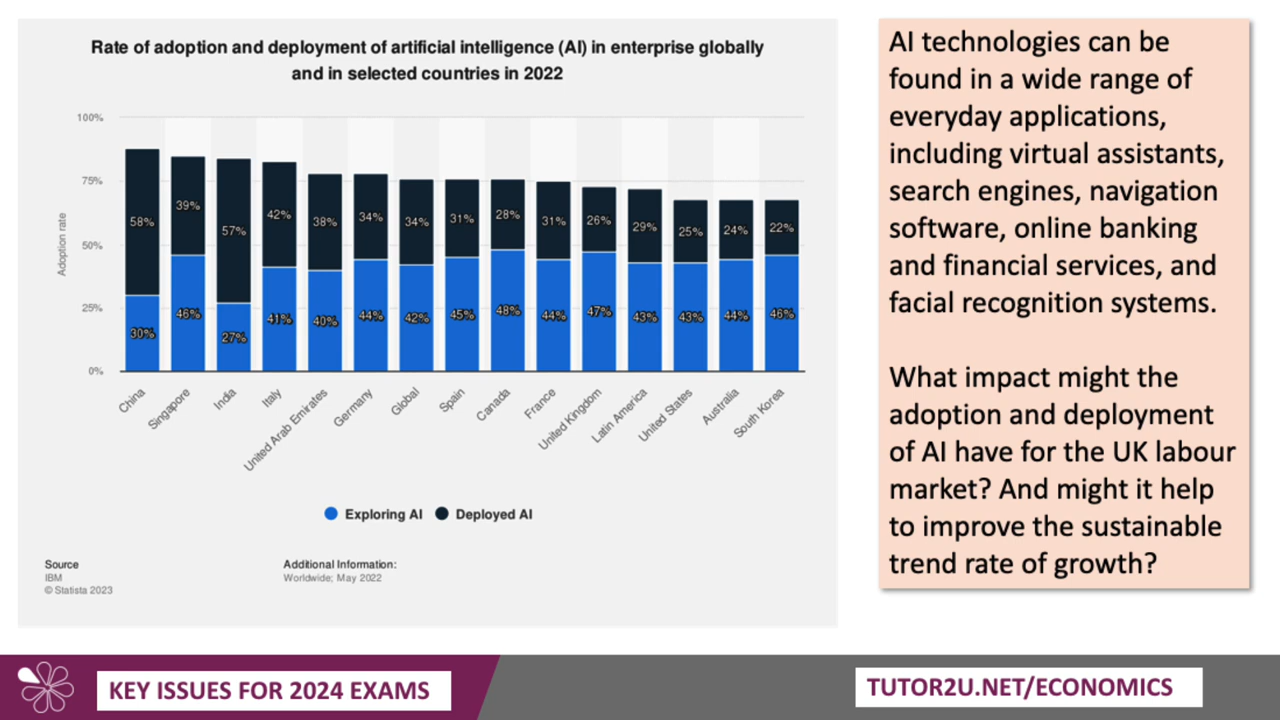 Rate of adoption and deployment of artificial intelligence (AI) in enterprise globally
and in selected countries in 2022
100%
75%
50%
25%
0%
Adoption rate
58%
39%
57%
42%
38%
34%
34%
31%
28%
31%
26%
29%
25%
24%
22%
30%
46%
27%
41%
40%
44%
42%
45%
48%
44%
47%
43%
43%
44%
46%
China
Singapore
India
Italy
United Arab Emirates
Germany
Global
Spain
Canada
France
United Kingdom
Latin America
United States
Australia
South Korea
Exploring AI
Deployed AI
Source
IBM
© Statista 2023
Additional Information:
Worldwide; May 2022
AI technologies can be
found in a wide range of
everyday applications,
including virtual assistants,
search engines, navigation
software, online banking
and financial services, and
facial recognition systems.
What impact might the
adoption and deployment
of AI have for the UK labour
market? And might it help
to improve the sustainable
trend rate of growth?
KEY ISSUES FOR 2024 EXAMS
TUTOR2U.NET/ECONOMICS